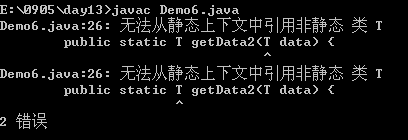 E:\0905\day13>javac Demo6.java
Demo6.java:26: 无法从静态上下文中引用非静态 类 T
        public static T getData2(T data) {
                                 ^
Demo6.java:26: 无法从静态上下文中引用非静态 类 T
        public static T getData2(T data) {
                      ^
2 错误